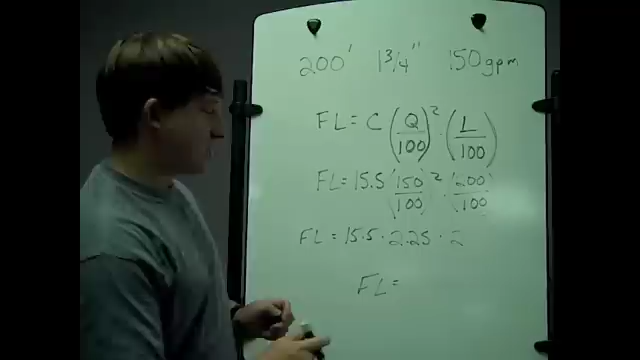 200' 1 3/4" 150gpm
FL = C (Q/100)² · (L/100)
FL = 15.5 (150/100)² · (200/100)
FL = 15.5 · 2.25 · 2
FL =